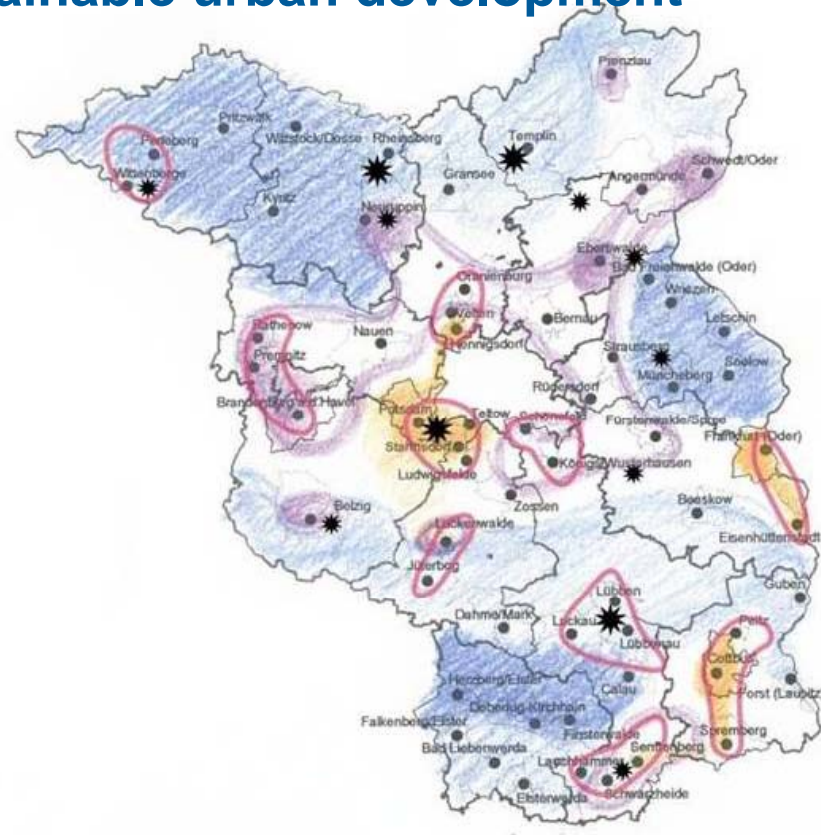 ainable urban development
Prenzlau
Pritzwalk
Wittstock/Dosse
Rheinsberg
Templin
Perleberg
Schwedt/Oder
Wittenberge
Gransee
Angermünde
Kyritz
Neuruppin
Eberswalde
Bad Freienwalde (Oder)
Oranienburg
Wriezen
Velten
Bernau
Letschin
Rathenow
Nauen
Hennigsdorf
Strausberg
Premnitz
Seelow
Müncheberg
Rüdersdorf
Brandenburg a.d.Havel
Potsdam
Teltow
Schönefeld
Fürstenwalde/Spree
Frankfurt (Oder)
Stahnsdorf
Ludwigsfelde
Königs Wusterhausen
Belzig
Zossen
Beeskow
Luckenwalde
Eisenhüttenstadt
Jüterbog
Guben
Lübben
Dahme/Mark
Luckau
Peitz
Lübbenau
Cottbus
Herzberg/Elster
Calau
Forst (Lausitz)
Doberlug-Kirchhain
Falkenberg/Elster
Finsterwalde
Spremberg
Bad Liebenwerda
Senftenberg
Lauchhammer
Elsterwerda
Schwarzheide